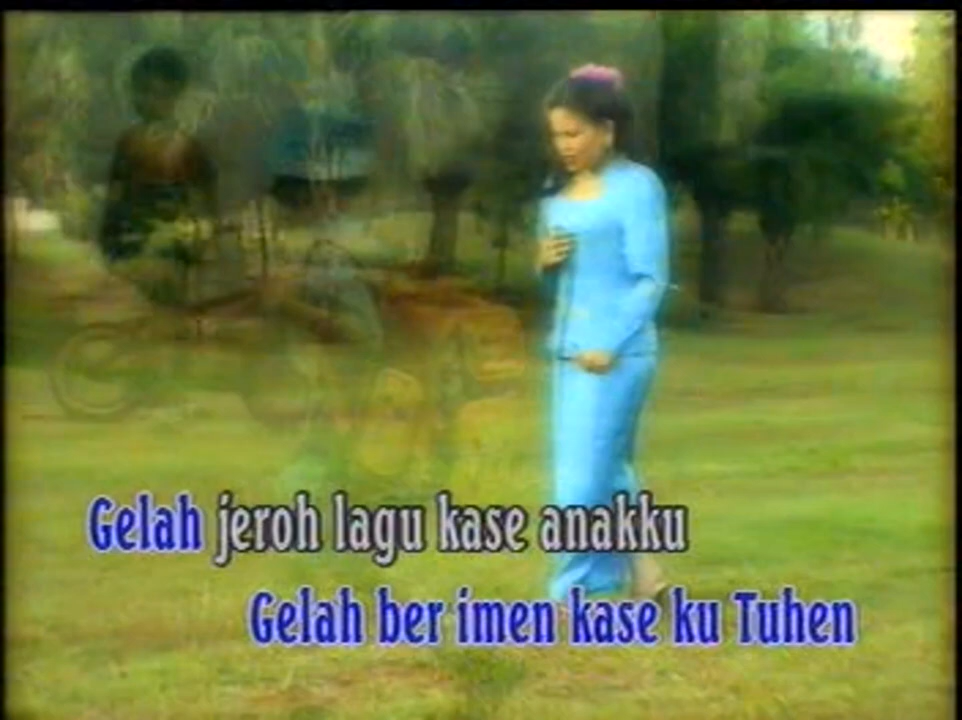 Gelah jeroh lagu kase anakku
Gelah ber imen kase ku Tuhen